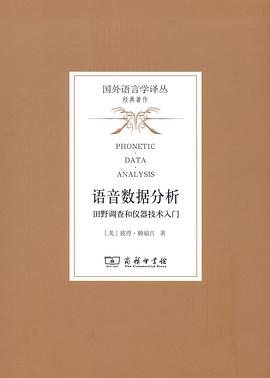 国外语言学译丛
经典著作
PHONETIC
·
DATA
·
ANALYSIS
语音数据分析
田野调查和仪器技术入门
〔美〕彼得·赖福吉 著
商务印书馆
The Commercial Press